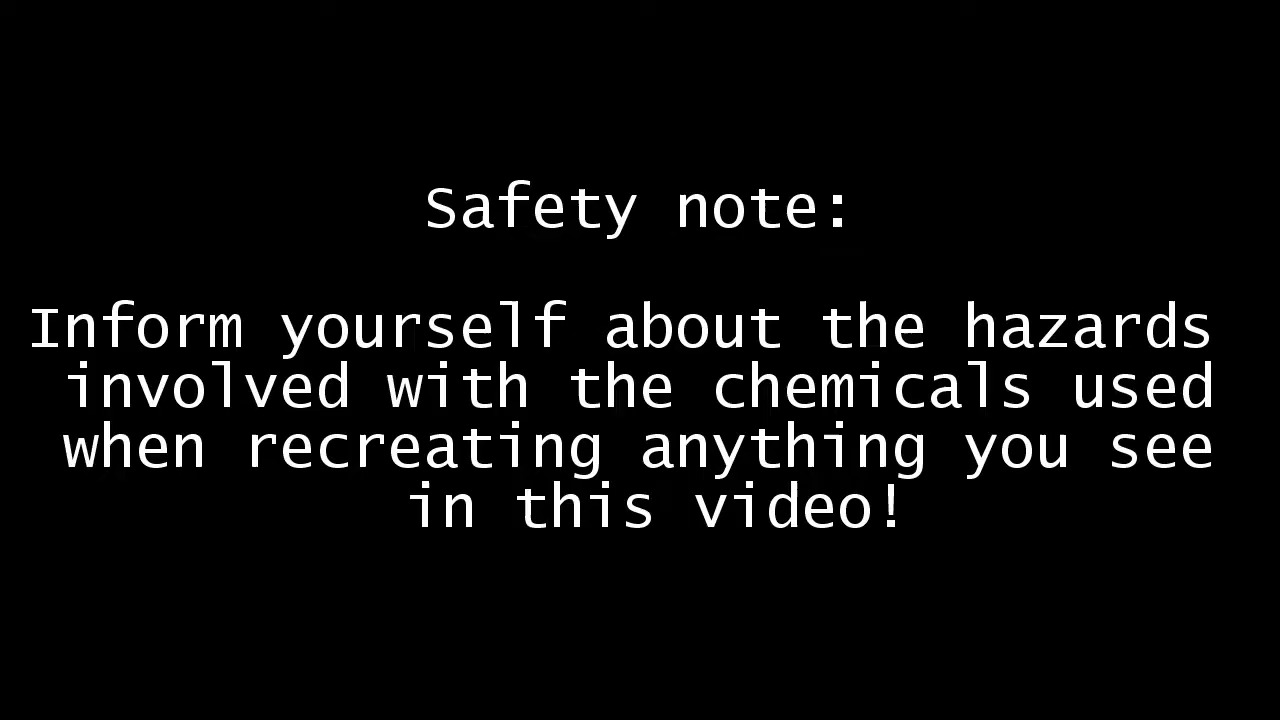 Safety note:
Inform yourself about the hazards
involved with the chemicals used
when recreating anything you see
in this video!